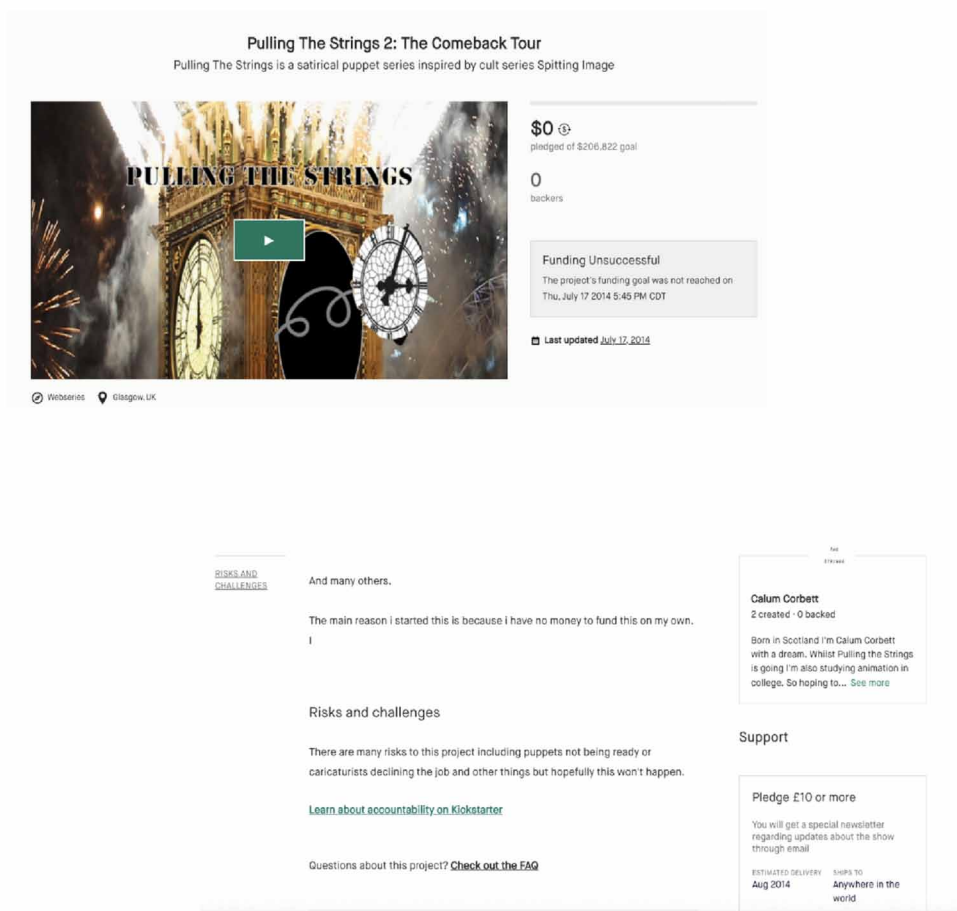 Pulling The Strings 2: The Comeback Tour
Pulling The Strings is a satirical puppet series inspired by cult series Spitting Image
PULLING THE STRINGS
$0
pledged of $206,822 goal
0
backers
Funding Unsuccessful
The project's funding goal was not reached on
Thu, July 17 2014 5:45 PM CDT
Last updated July 17, 2014
Webseries Glasgow, UK
RISKS AND
CHALLENGES
And many others.
The main reason i started this is because i have no money to fund this on my own.
I
Risks and challenges
There are many risks to this project including puppets not being ready or
caricaturists declining the job and other things but hopefully this won't happen.
Learn about accountability on Kickstarter
Questions about this project? Check out the FAQ
STRINGS
Calum Corbett
2 created · 0 backed
Born in Scotland I'm Calum Corbett
with a dream. Whilst Pulling the Strings
is going I'm also studying animation in
college. So hoping to... See more
Support
Pledge £10 or more
You will get a special newsletter
regarding updates about the show
through email
ESTIMATED DELIVERY SHIPS TO
Aug 2014 Anywhere in the
world